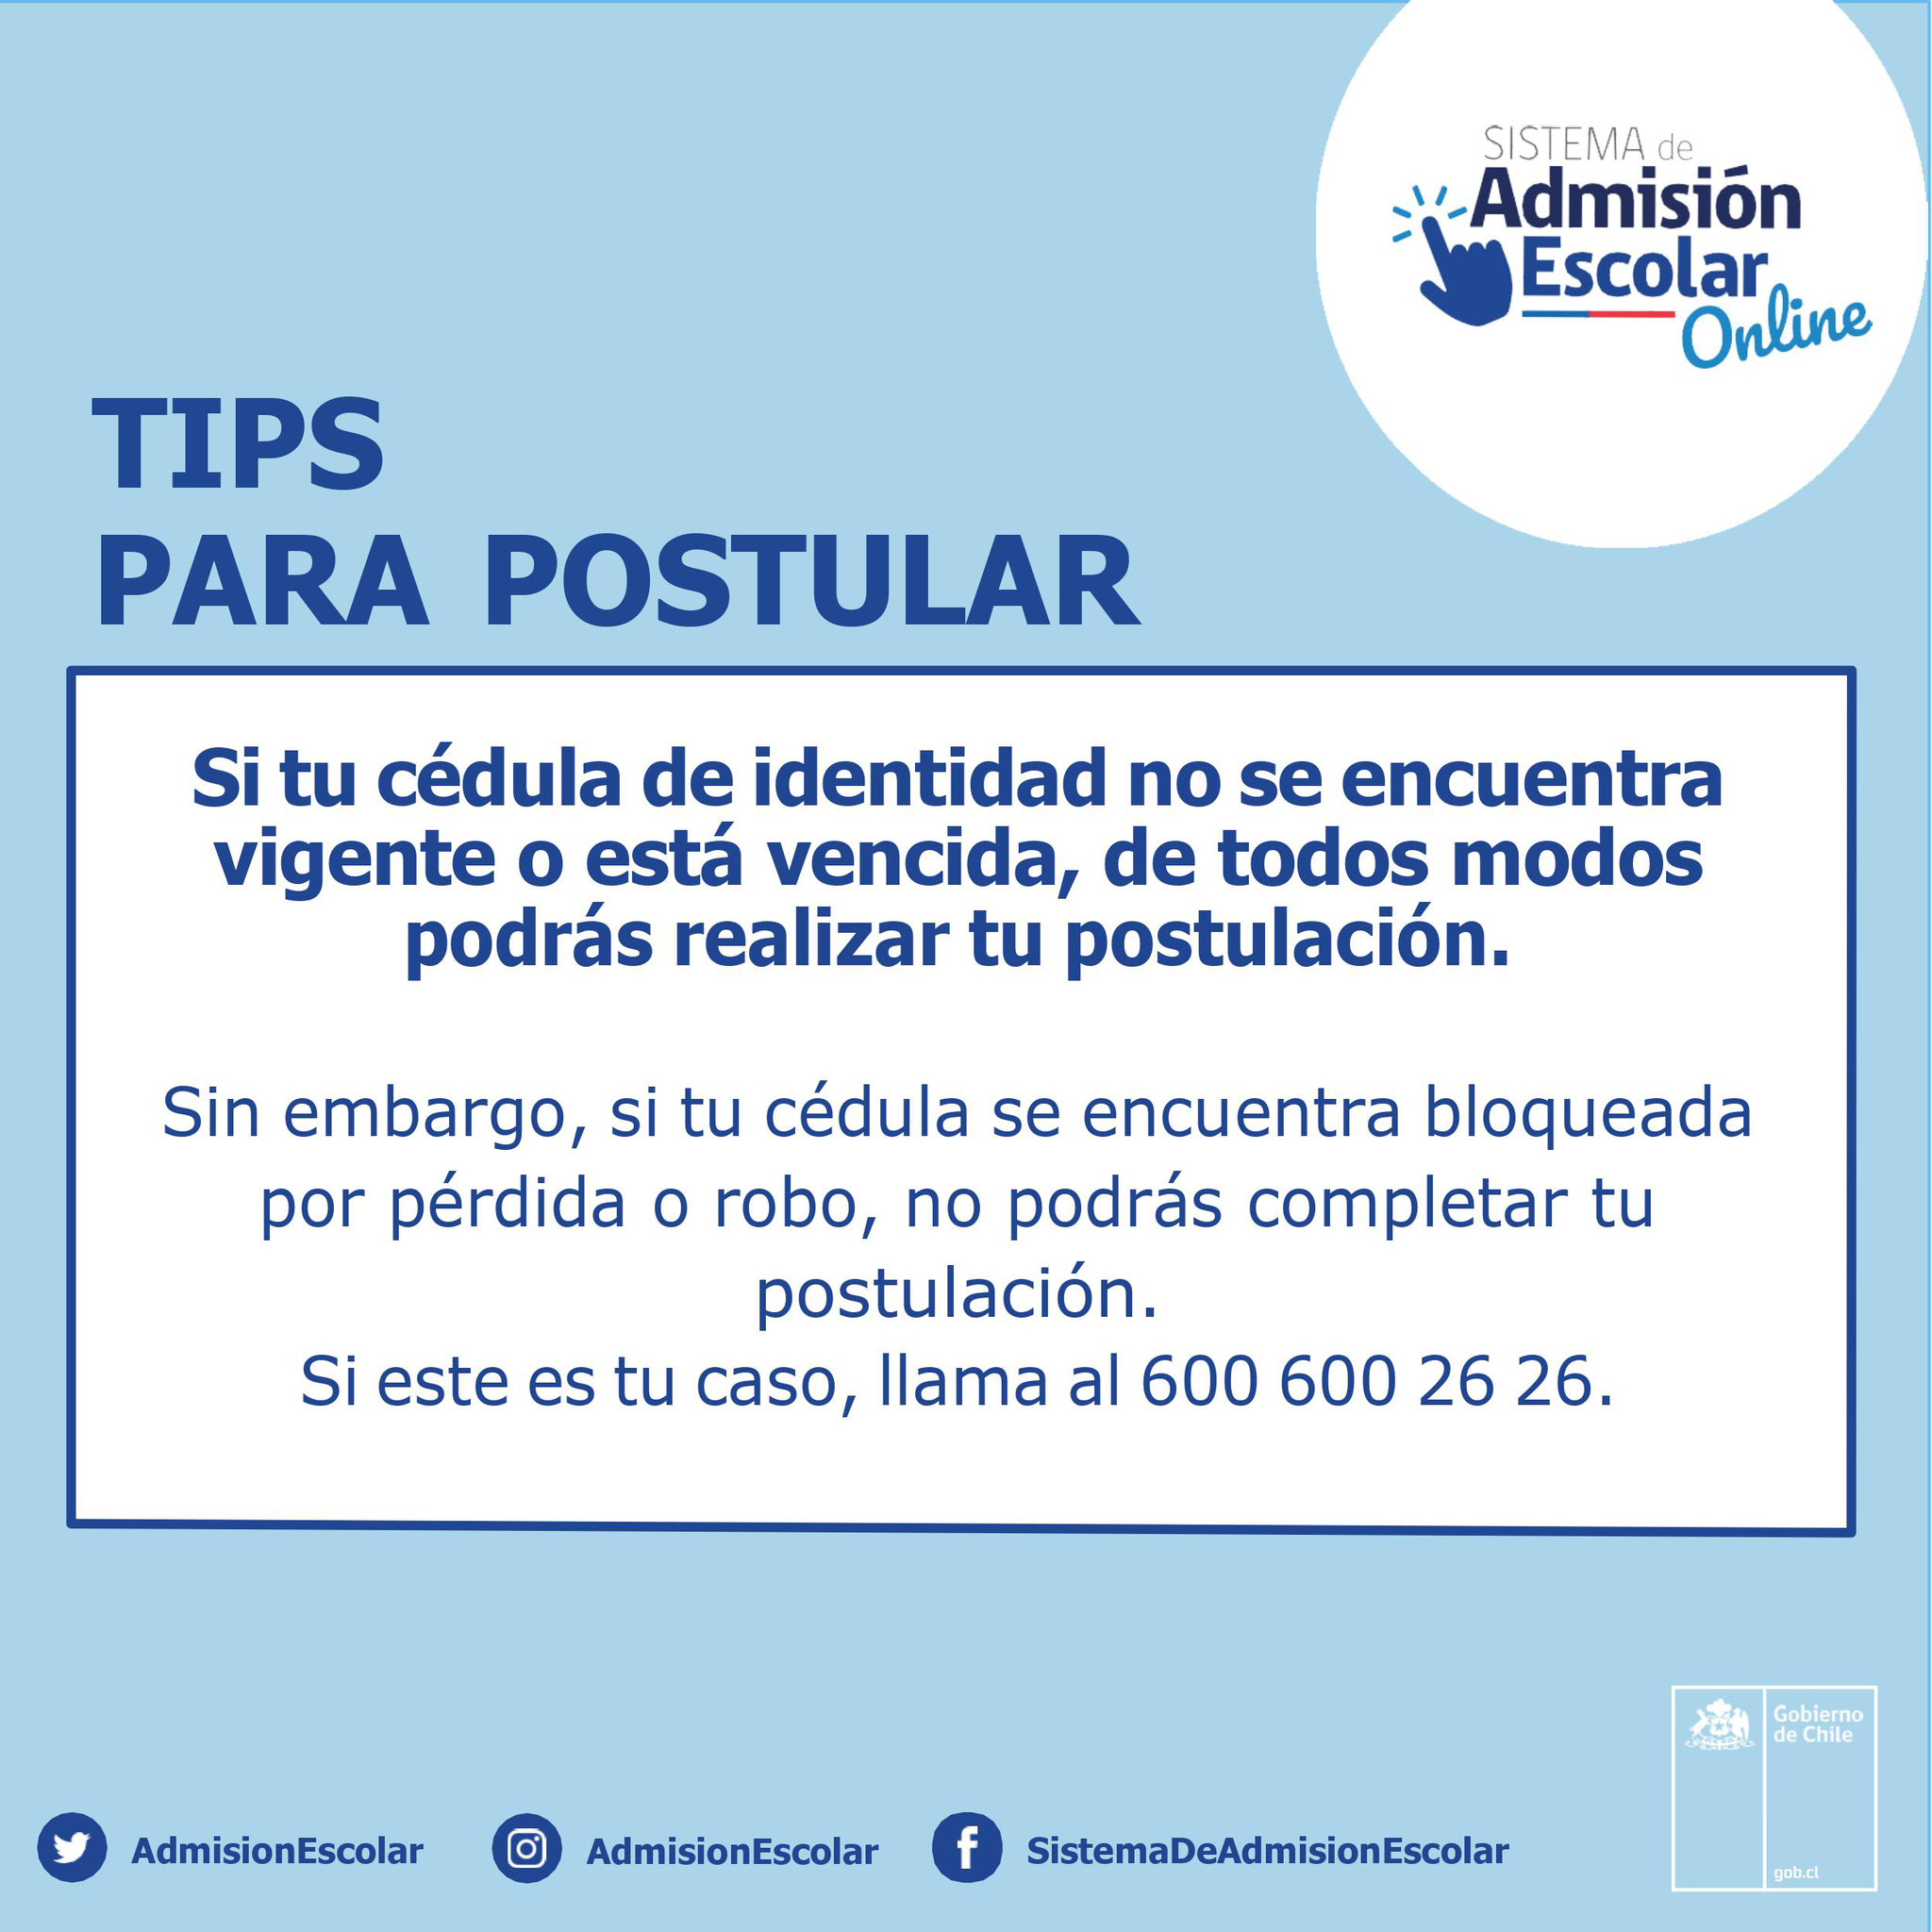 SISTEMA de
Admisión
Escolar
Online
TIPS
PARA POSTULAR
Si tu cédula de identidad no se encuentra
vigente o está vencida, de todos modos
podrás realizar tu postulación.
Sin embargo, si tu cédula se encuentra bloqueada
por pérdida o robo, no podrás completar tu
postulación.
Si este es tu caso, llama al 600 600 26 26.
Gobierno
de Chile
gob.cl
AdmisionEscolar
AdmisionEscolar
SistemaDeAdmisionEscolar